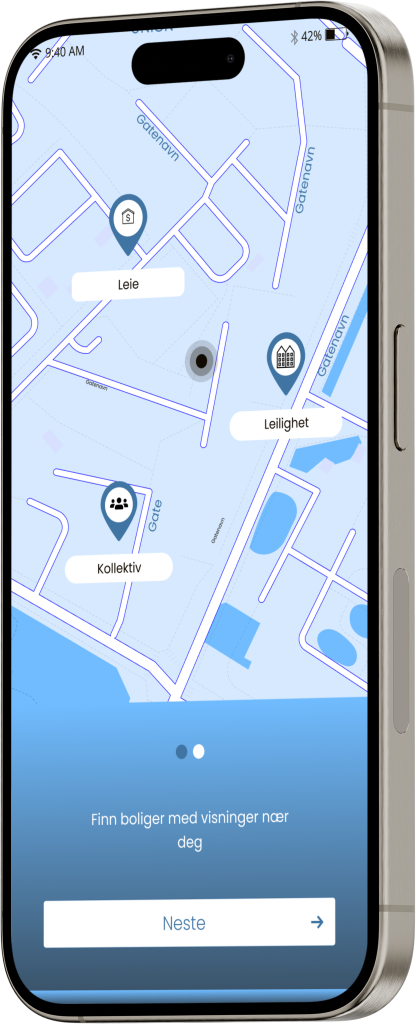 9:40 AM
42%
Gatenavn
Gatenavn
Leie
Gatenavn
Gatenavn
Leilighet
Gate
Gatenavn
Kollektiv
Finn boliger med visninger nær
deg
Neste